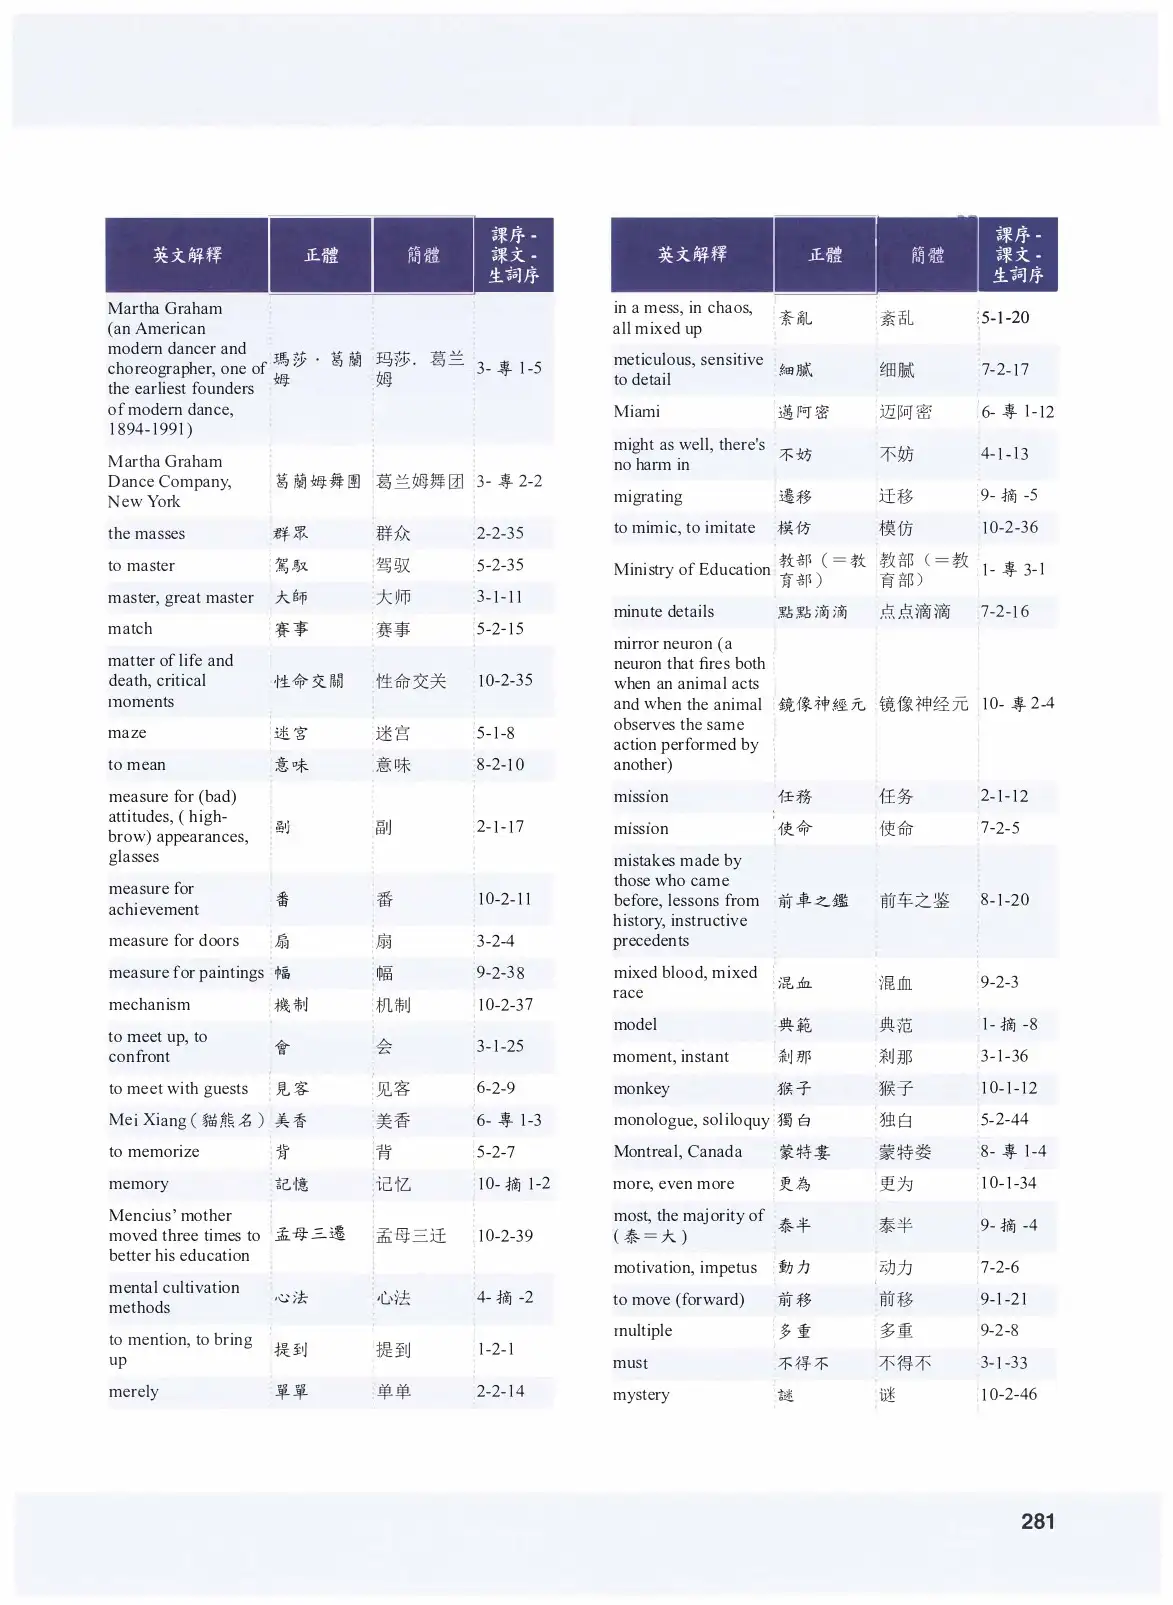 英文解釋 正體 簡體 課序 -
課文 -
生詞序
Martha Graham
(an American
modern dancer and
choreographer, one of
the earliest founders
of modern dance,
1894-1991)
瑪莎．葛蘭
姆
玛莎．葛兰
姆
3- 專 1-5
Martha Graham
Dance Company,
New York
葛蘭姆舞團 葛兰姆舞团 3- 專 2-2
the masses 群眾 群众 2-2-35
to master 駕馭 驾驭 5-2-35
master, great master 大師 大师 3-1-11
match 賽事 赛事 5-2-15
matter of life and
death, critical
moments
性命交關 性命交关 10-2-35
maze 迷宮 迷宫 5-1-8
to mean 意味 意味 8-2-10
measure for (bad)
attitudes, ( high-
brow) appearances,
glasses
副 副 2-1-17
measure for
achievement
番 番 10-2-11
measure for doors 扇 扇 3-2-4
measure for paintings 幅 幅 9-2-38
mechanism 機制 机制 10-2-37
to meet up, to
confront
會 会 3-1-25
to meet with guests 見客 见客 6-2-9
Mei Xiang ( 貓熊名 ) 美香 美香 6- 專 1-3
to memorize 背 背 5-2-7
memory 記憶 记忆 10- 摘 1-2
Mencius' mother
moved three times to
better his education
孟母三遷 孟母三迁 10-2-39
mental cultivation
methods
心法 心法 4- 摘 -2
to mention, to bring
up
提到 提到 1-2-1
merely 單單 单单 2-2-14
英文解釋 正體 簡體 課序 -
課文 -
生詞序
in a mess, in chaos,
all mixed up
紊亂 紊乱 5-1-20
meticulous, sensitive
to detail
細膩 细腻 7-2-17
Miami 邁阿密 迈阿密 6- 專 1-12
might as well, there's
no harm in
不妨 不妨 4-1-13
migrating 遷移 迁移 9- 摘 -5
to mimic, to imitate 模仿 模仿 10-2-36
Ministry of Education
教部（＝教
育部）
教部（＝教
育部）
1- 專 3-1
minute details 點點滴滴 点点滴滴 7-2-16
mirror neuron (a
neuron that fires both
when an animal acts
and when the animal
observes the same
action performed by
another)
鏡像神經元 镜像神经元 10- 專 2-4
mission 任務 任务 2-1-12
mission 使命 使命 7-2-5
mistakes made by
those who came
before, lessons from
history, instructive
precedents
前車之鑑 前车之鉴 8-1-20
mixed blood, mixed
race
混血 混血 9-2-3
model 典範 典范 1- 摘 -8
moment, instant 剎那 刹那 3-1-36
monkey 猴子 猴子 10-1-12
monologue, soliloquy 獨白 独白 5-2-44
Montreal, Canada 蒙特婁 蒙特娄 8- 專 1-4
more, even more 更為 更为 10-1-34
most, the majority of
( 泰＝大 )
泰半 泰半 9- 摘 -4
motivation, impetus 動力 动力 7-2-6
to move (forward) 前移 前移 9-1-21
multiple 多重 多重 9-2-8
must 不得不 不得不 3-1-33
mystery 謎 谜 10-2-46
281